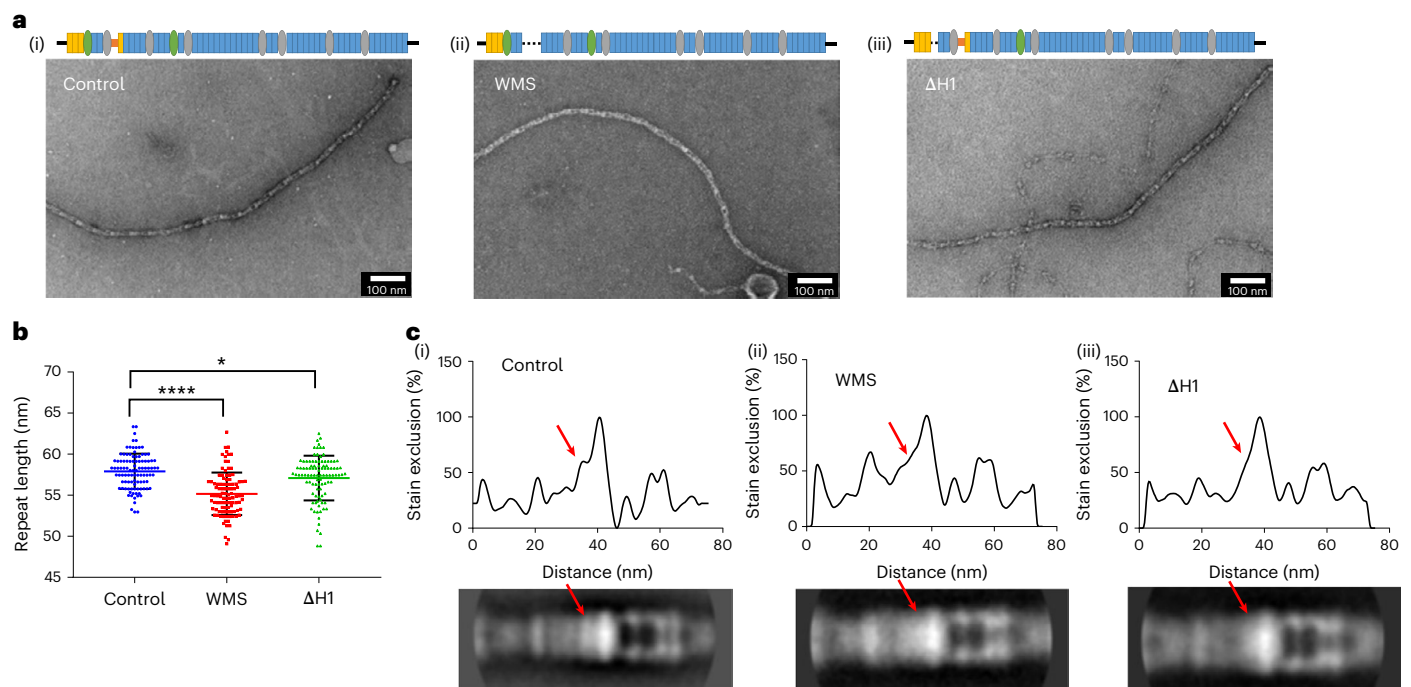 a
(i) (ii) (iii)
Control WMS ΔH1
100 nm 100 nm 100 nm
b
70
65
60
55
50
45
Repeat length (nm)
*
****
Control WMS ΔH1
c
(i) (ii) (iii)
Control
150
100
50
0
Stain exclusion (%)
0 20 40 60 80
Distance (nm)
WMS
150
100
50
0
Stain exclusion (%)
0 20 40 60 80
Distance (nm)
ΔH1
150
100
50
0
Stain exclusion (%)
0 20 40 60 80
Distance (nm)